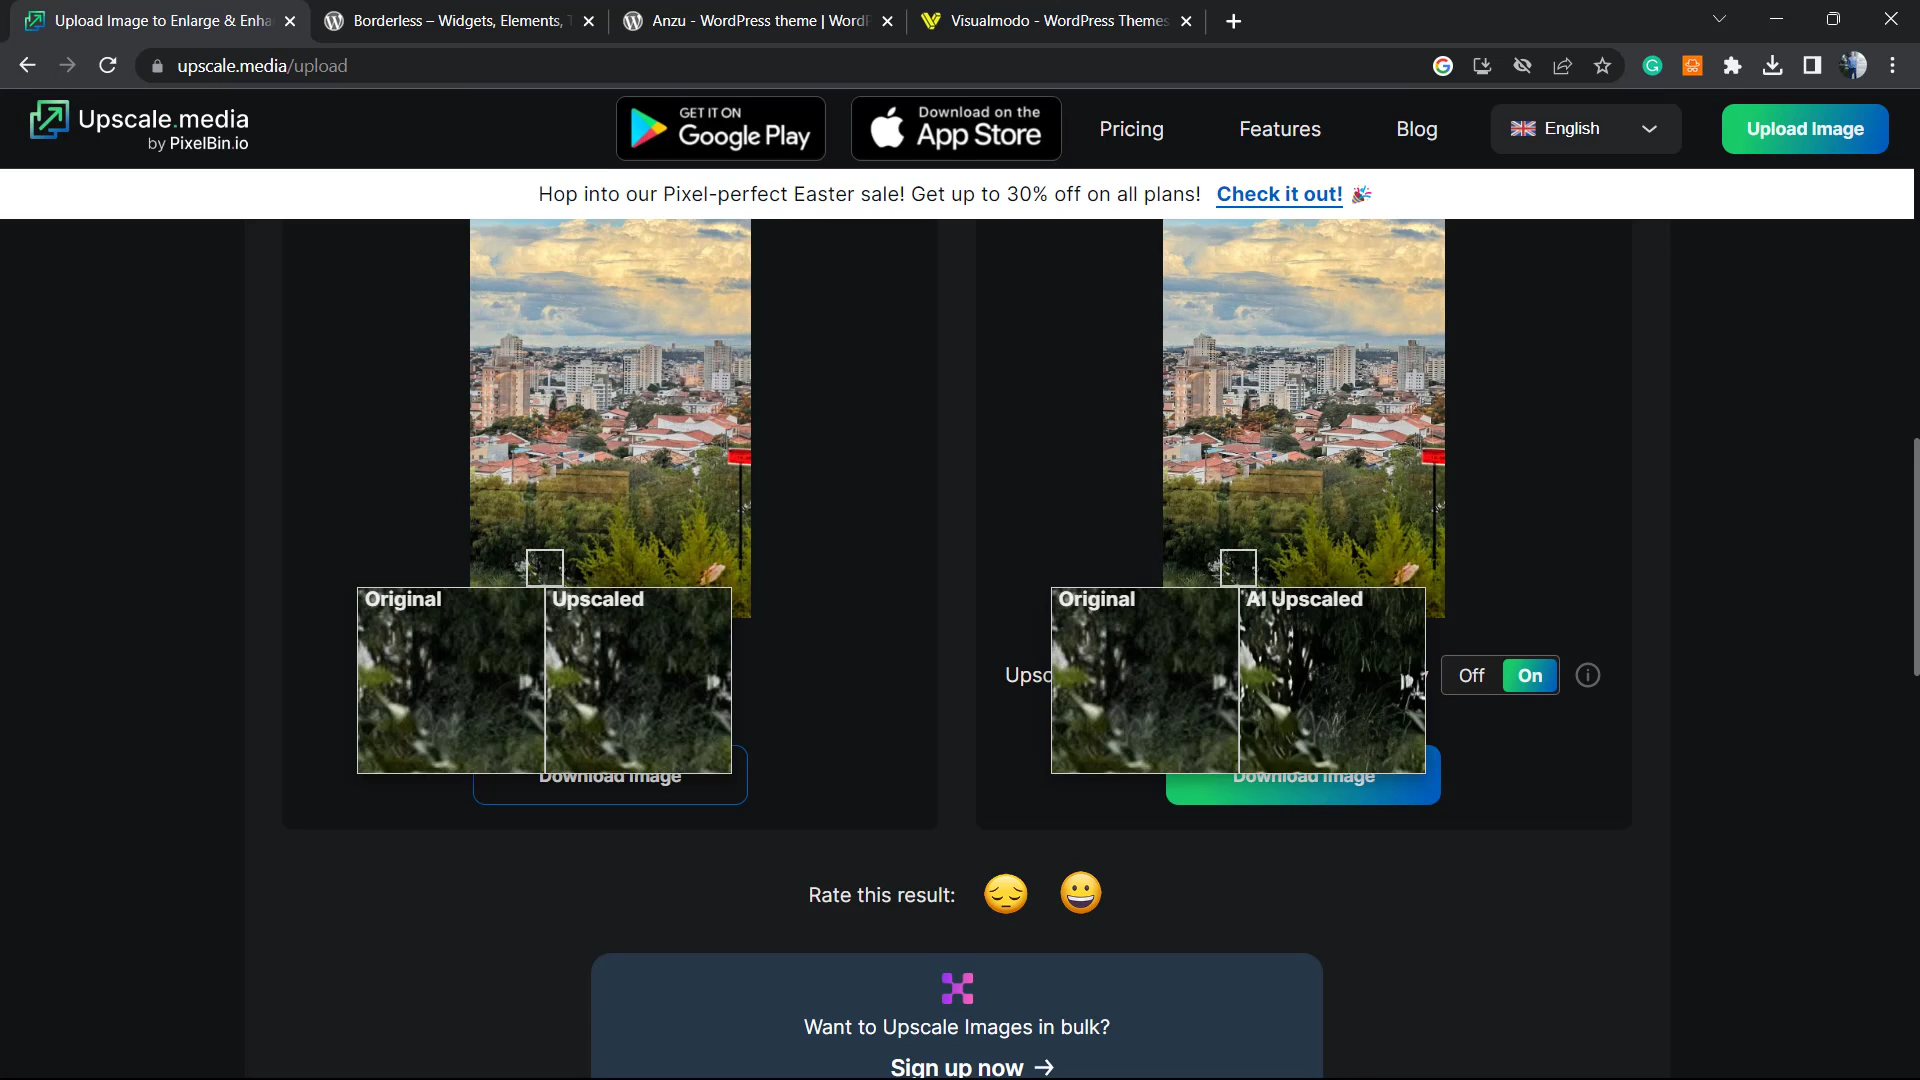 Upload Image to Enlarge & Enha
Borderless – Widgets, Elements, T
Anzu - WordPress theme | WordP
Visualmodo - WordPress Themes
upscale.media/upload
Upscale.media
by PixelBin.io
GET IT ON
Google Play
Download on the
App Store
Pricing
Features
Blog
English
Upload Image
Hop into our Pixel-perfect Easter sale! Get up to 30% off on all plans! Check it out!
Original
Upscaled
Original
AI Upscaled
Upsc
Off
On
Download Image
Download Image
Rate this result:
Want to Upscale Images in bulk?
Sign up now →